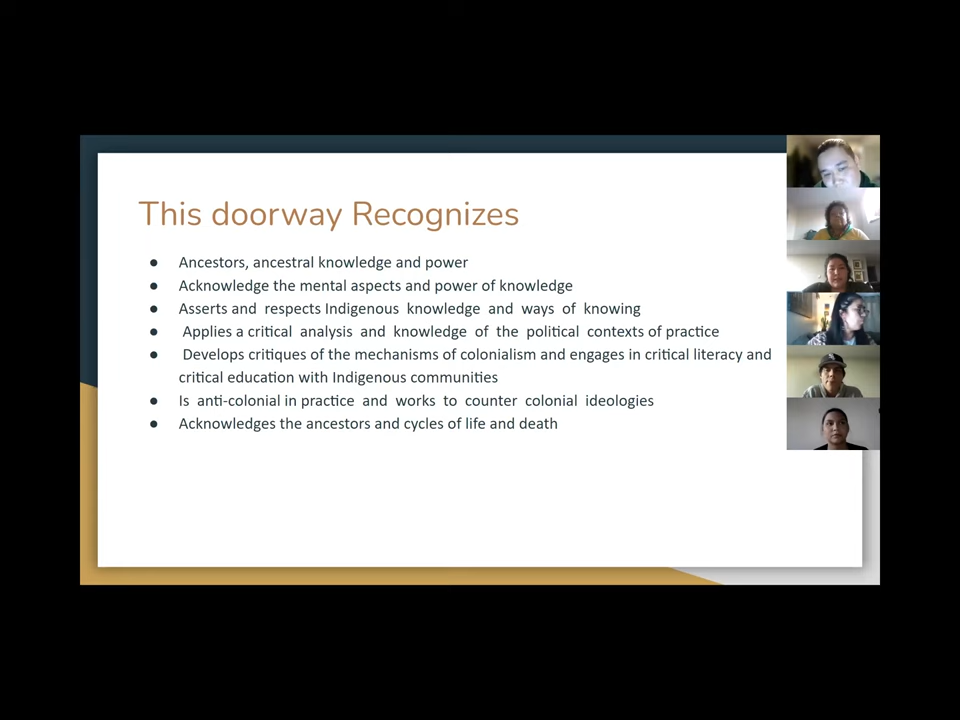 This doorway Recognizes
● Ancestors, ancestral knowledge and power
● Acknowledge the mental aspects and power of knowledge
● Asserts and respects Indigenous knowledge and ways of knowing
● Applies a critical analysis and knowledge of the political contexts of practice
● Develops critiques of the mechanisms of colonialism and engages in critical literacy and
critical education with Indigenous communities
● Is anti-colonial in practice and works to counter colonial ideologies
● Acknowledges the ancestors and cycles of life and death